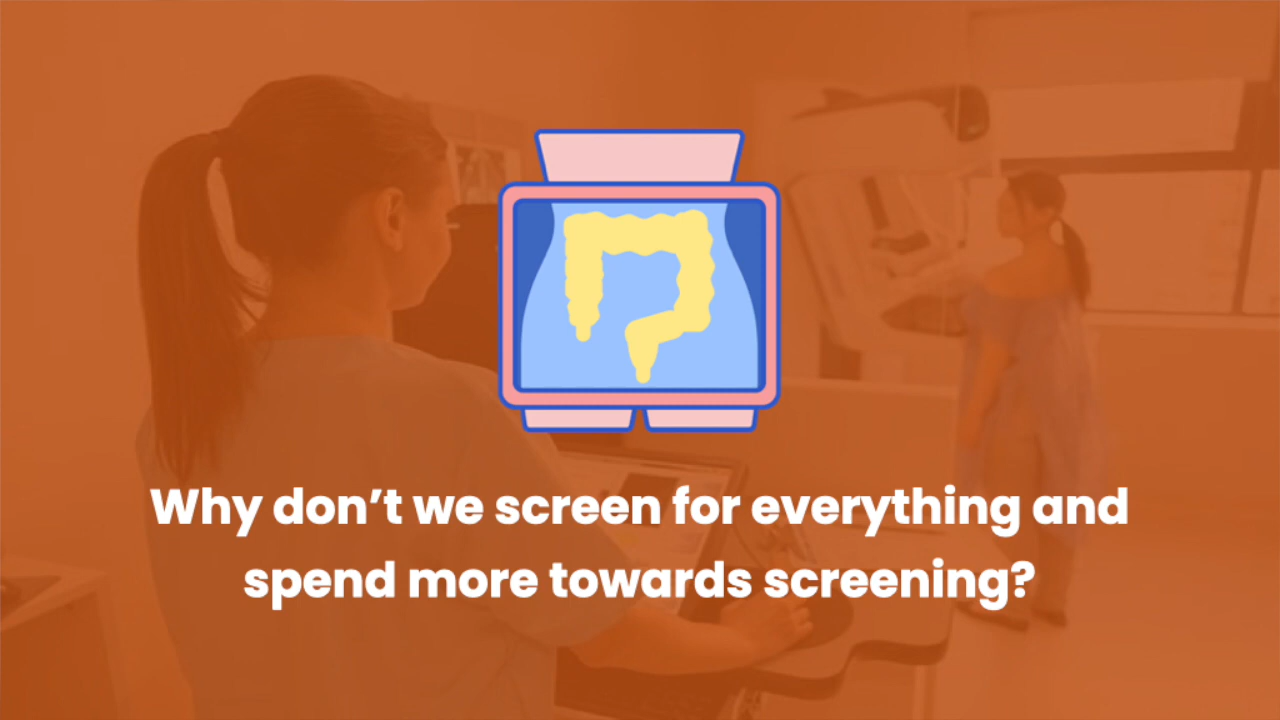 Why don’t we screen for everything and
spend more towards screening?